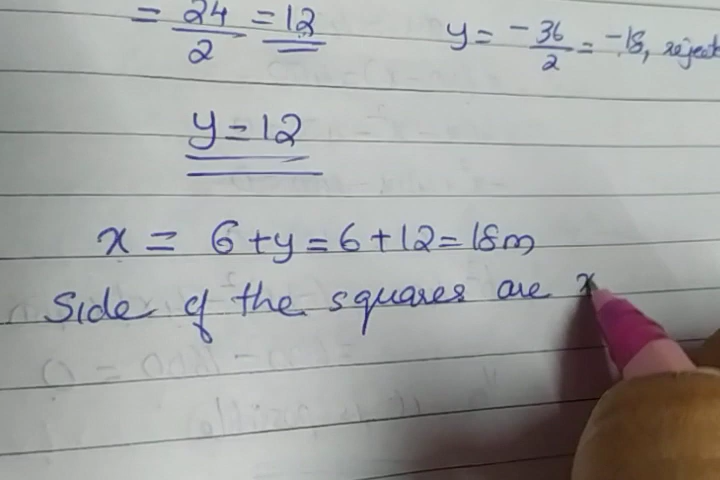 = 24/2 = 12 y = -36/2 = -18, reject
y = 12
x = 6 + y = 6 + 12 = 18m
Side of the squares are x